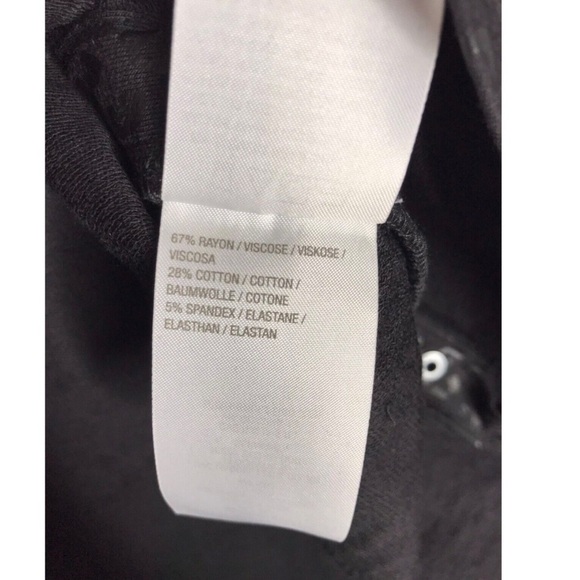 67% RAYON / VISCOSE / VISKOSE /
VISCOSA
28% COTTON / COTTON /
BAUMWOLLE / COTONE
5% SPANDEX / ELASTANE /
ELASTHAN / ELASTAN